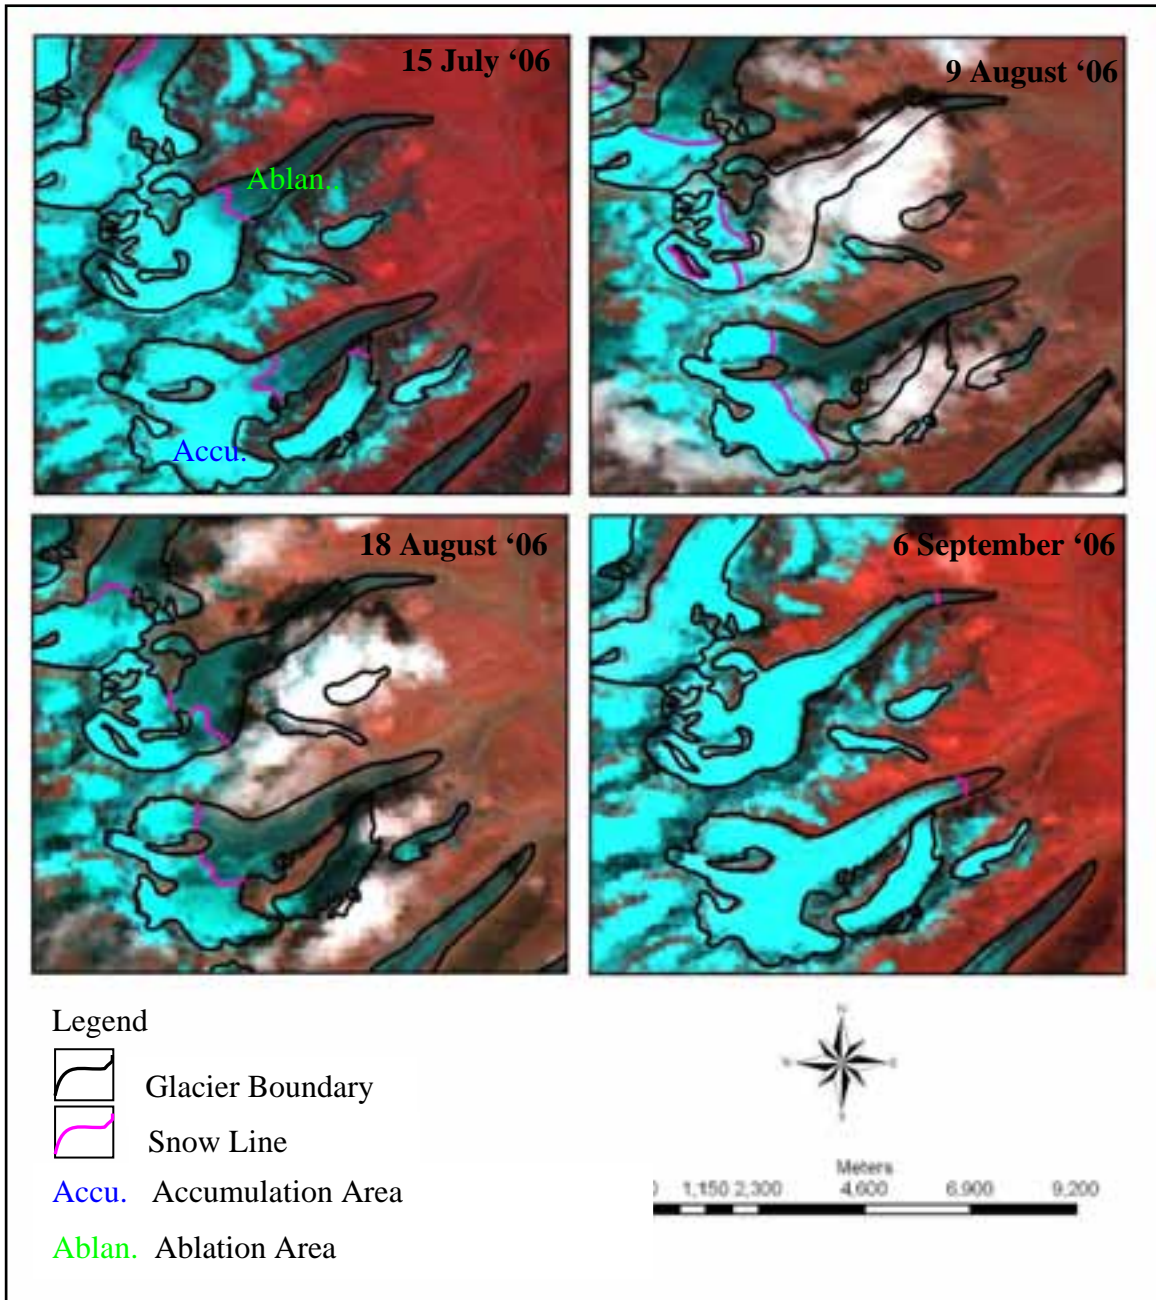 15 July ‘06
9 August ‘06
Ablan..
Accu.
18 August ‘06
6 September ‘06
Legend
Glacier Boundary
Snow Line
Accu. Accumulation Area
Ablan. Ablation Area
N
E
S
Meters
0 1,150 2,300 4,600 6,900 9,200